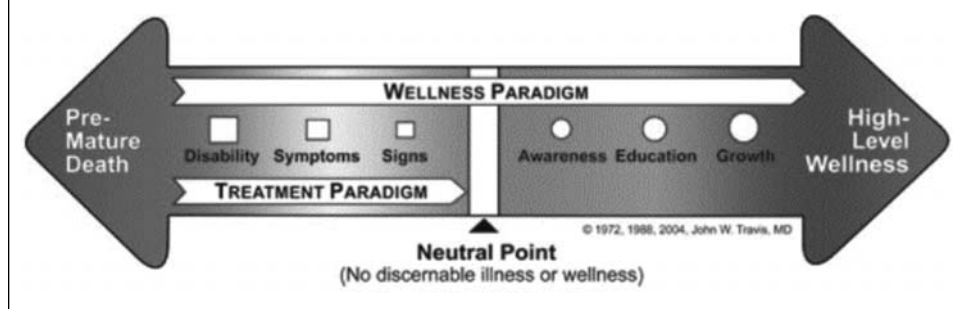 WELLNESS PARADIGM
Pre-
Mature
Death
Disability Symptoms Signs
Awareness Education Growth
High-
Level
Wellness
TREATMENT PARADIGM
© 1972, 1988, 2004, John W. Travis, MD
Neutral Point
(No discernable illness or wellness)